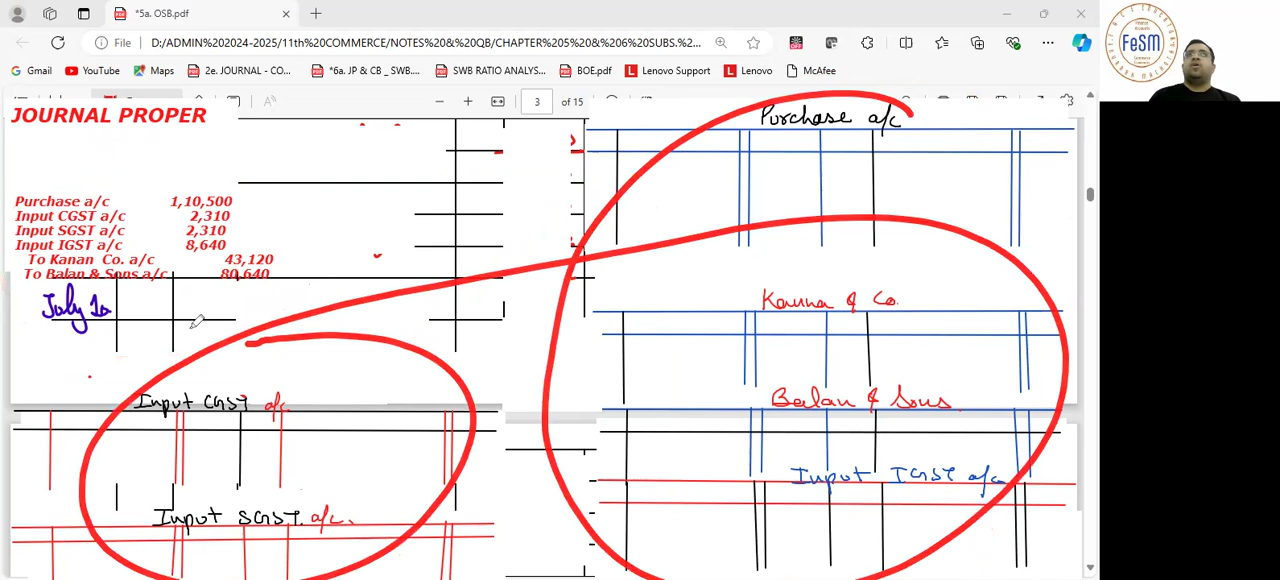 *5a. OSB.pdf
File D:/ADMIN%202024-2025/11th%20COMMERCE/NOTES%20&%20QB/CHAPTER%205%20&%206%20SUBS.%...
Gmail YouTube Maps 2e. JOURNAL - CO... *6a. JP & CB _ SWB.... SWB RATIO ANALYS... BOE.pdf Lenovo Support Lenovo McAfee
3 of 15
FeSM
JOURNAL PROPER
Purchase a/c 1,10,500
Input CGST a/c 2,310
Input SGST a/c 2,310
Input IGST a/c 8,640
To Kanan Co. a/c 43,120
To Balan & Sons a/c 80,640
July 10
Input CGST a/c
Input SGST a/c.
Purchase a/c
Kanna & Co.
Balan & Sons
Input IGST a/c